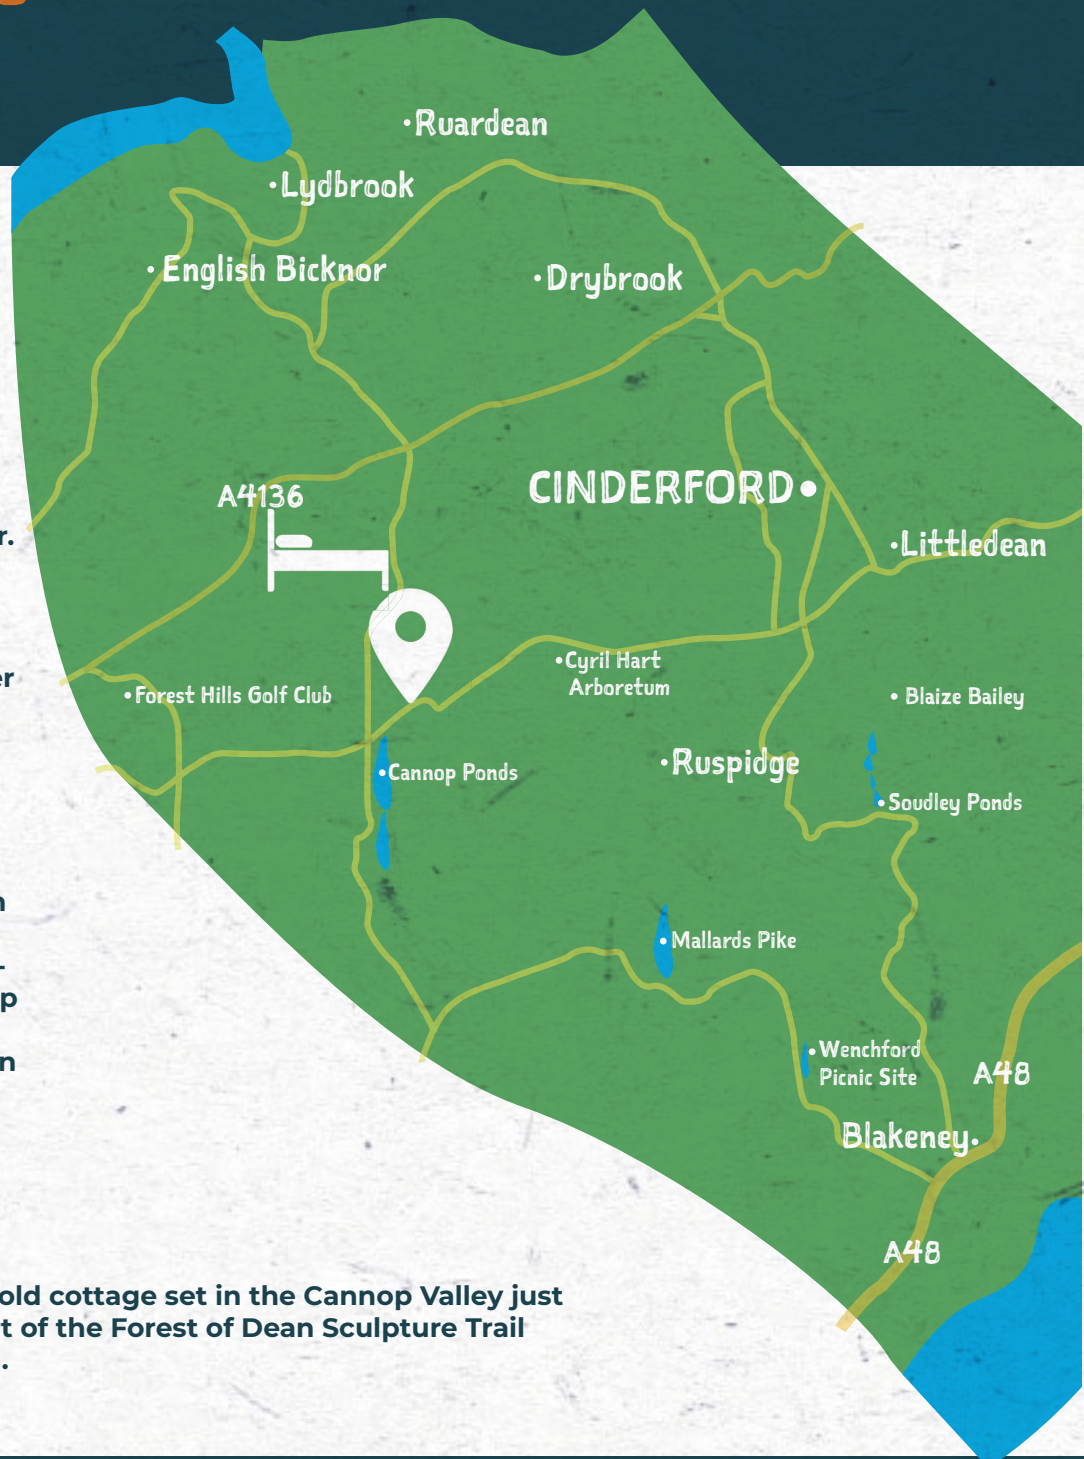 Ruardean
Lydbrook
English Bicknor
Drybrook
CINDERFORD
A4136
r.
Littledean
Cyril Hart
Arboretum
er
Forest Hills Golf Club
Blaize Bailey
Ruspidge
Cannop Ponds
Soudley Ponds
n
Mallards Pike
p
Wenchford
Picnic Site
n
A48
Blakeney
A48
old cottage set in the Cannop Valley just
t of the Forest of Dean Sculpture Trail
.